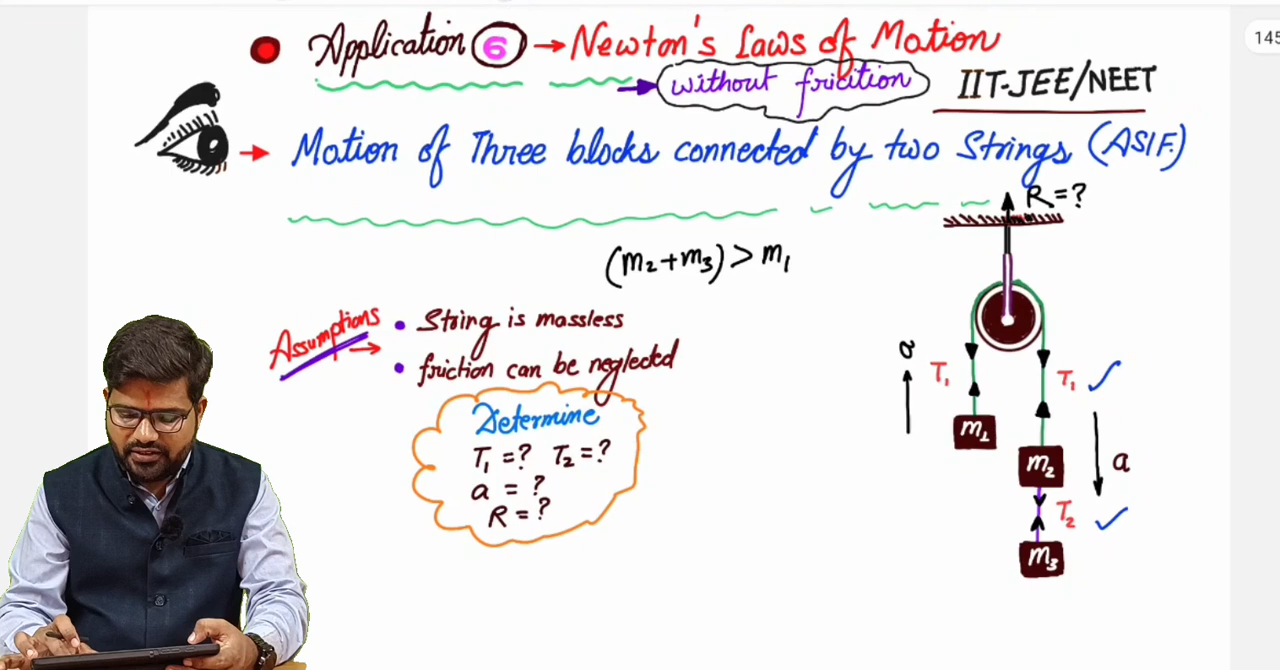 Application 6 → Newton's Laws of Motion
without fricition
IIT-JEE/NEET
→ Motion of Three blocks connected by two Strings (ASIF.)
R = ?
(m₂+m₃) > m₁
Assumptions →
• String is massless
• friction can be neglected
Determine
T₁ = ? T₂ = ?
a = ?
R = ?
a
T₁
T₁ ✓
m₁
m₂
a
T₂ ✓
m₃
145